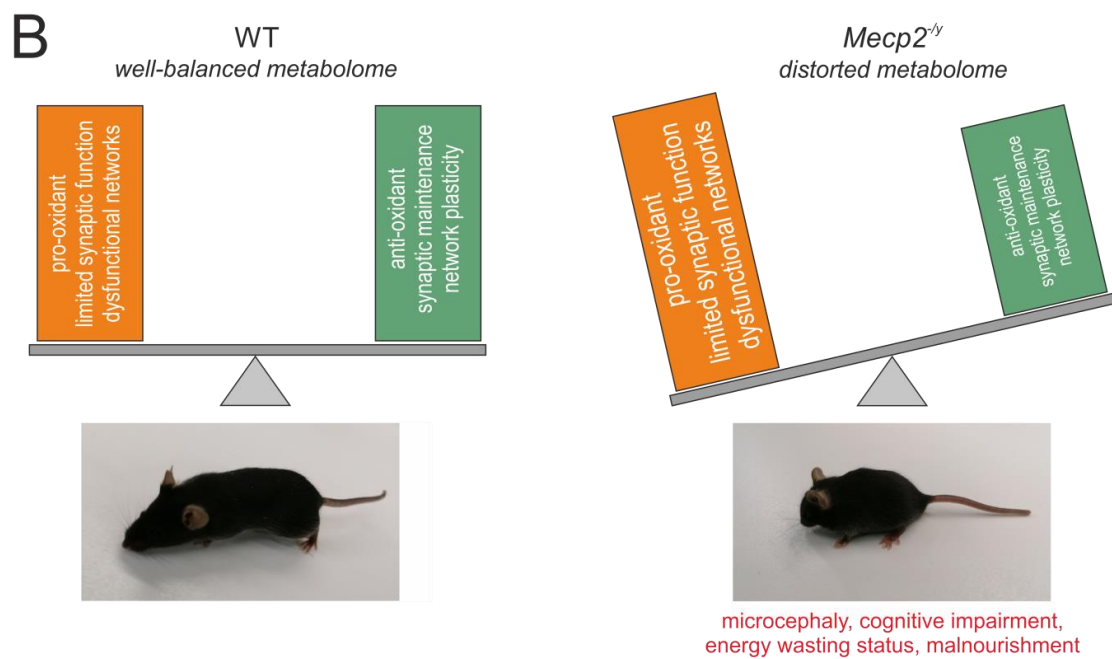 B
WT
well-balanced metabolome
pro-oxidant
limited synaptic function
dysfunctional networks
anti-oxidant
synaptic maintenance
network plasticity
Mecp2-/y
distorted metabolome
pro-oxidant
limited synaptic function
dysfunctional networks
anti-oxidant
synaptic maintenance
network plasticity
microcephaly, cognitive impairment,
energy wasting status, malnourishment